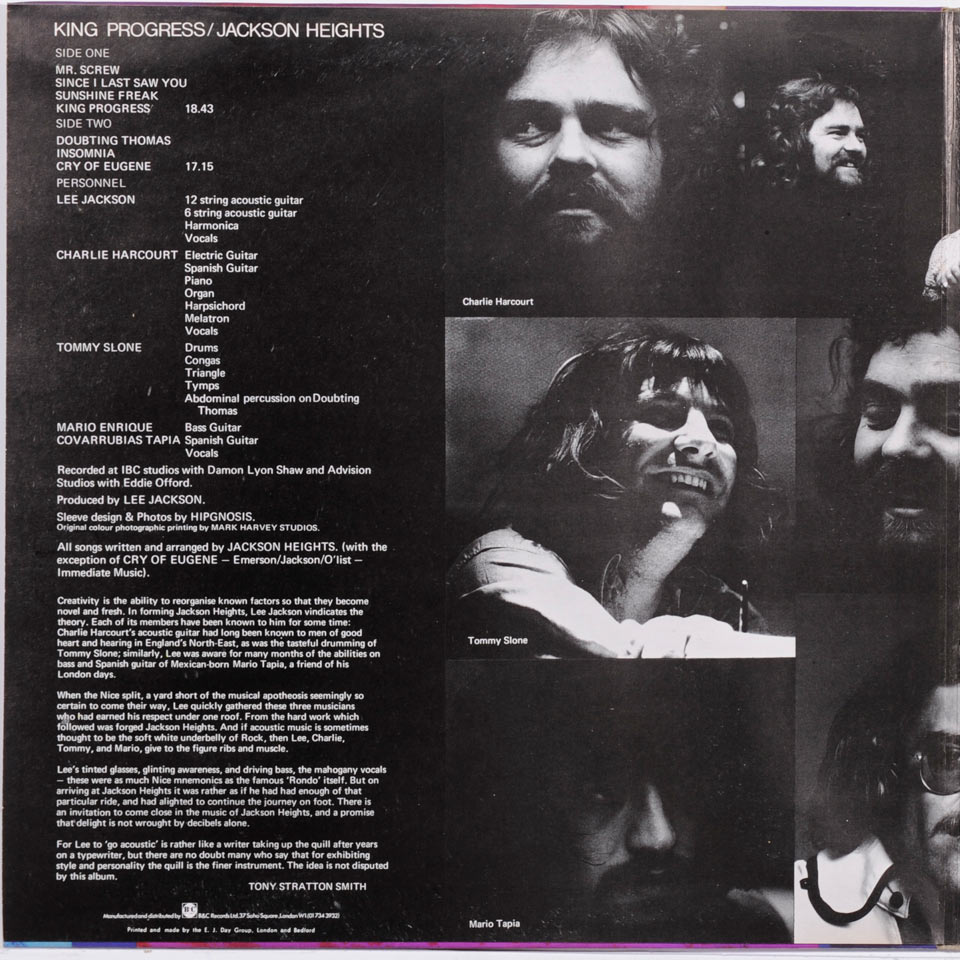 KING PROGRESS/JACKSON HEIGHTS
SIDE ONE
MR. SCREW
SINCE I LAST SAW YOU
SUNSHINE FREAK
KING PROGRESS 18.43
SIDE TWO
DOUBTING THOMAS
INSOMNIA
CRY OF EUGENE 17.15
PERSONNEL
LEE JACKSON 12 string acoustic guitar
6 string acoustic guitar
Harmonica
Vocals
CHARLIE HARCOURT Electric Guitar
Spanish Guitar
Piano
Organ
Harpsichord
Melatron
Vocals
TOMMY SLONE Drums
Congas
Triangle
Tymps
Abdominal percussion on Doubting
Thomas
MARIO ENRIQUE Bass Guitar
COVARRUBIAS TAPIA Spanish Guitar
Vocals
Recorded at IBC studios with Damon Lyon Shaw and Advision
Studios with Eddie Offord.
Produced by LEE JACKSON.
Sleeve design & Photos by HIPGNOSIS.
Original colour photographic printing by MARK HARVEY STUDIOS.
All songs written and arranged by JACKSON HEIGHTS. (with the
exception of CRY OF EUGENE — Emerson/Jackson/O'list —
Immediate Music).
Creativity is the ability to reorganise known factors so that they become
novel and fresh. In forming Jackson Heights, Lee Jackson vindicates the
theory. Each of its members have been known to him for some time:
Charlie Harcourt's acoustic guitar had long been known to men of good
heart and hearing in England's North-East, as was the tasteful drumming of
Tommy Slone; similarly, Lee was aware for many months of the abilities on
bass and Spanish guitar of Mexican-born Mario Tapia, a friend of his
London days.
When the Nice split, a yard short of the musical apotheosis seemingly so
certain to come their way, Lee quickly gathered these three musicians
who had earned his respect under one roof. From the hard work which
followed was forged Jackson Heights. And if acoustic music is sometimes
thought to be the soft white underbelly of Rock, then Lee, Charlie,
Tommy, and Mario, give to the figure ribs and muscle.
Lee's tinted glasses, glinting awareness, and driving bass, the mahogany vocals
— these were as much Nice mnemonics as the famous 'Rondo' itself. But on
arriving at Jackson Heights it was rather as if he had had enough of that
particular ride, and had alighted to continue the journey on foot. There is
an invitation to come close in the music of Jackson Heights, and a promise
that delight is not wrought by decibels alone.
For Lee to 'go acoustic' is rather like a writer taking up the quill after years
on a typewriter, but there are no doubt many who say that for exhibiting
style and personality the quill is the finer instrument. The idea is not disputed
by this album.
TONY STRATTON SMITH
Manufactured and distributed by B&C B&C Records Ltd. 37 Soho Square, London W1 (01 734 3932)
Printed and made by the E. J. Day Group, London and Bedford
Charlie Harcourt
Tommy Slone
Mario Tapia